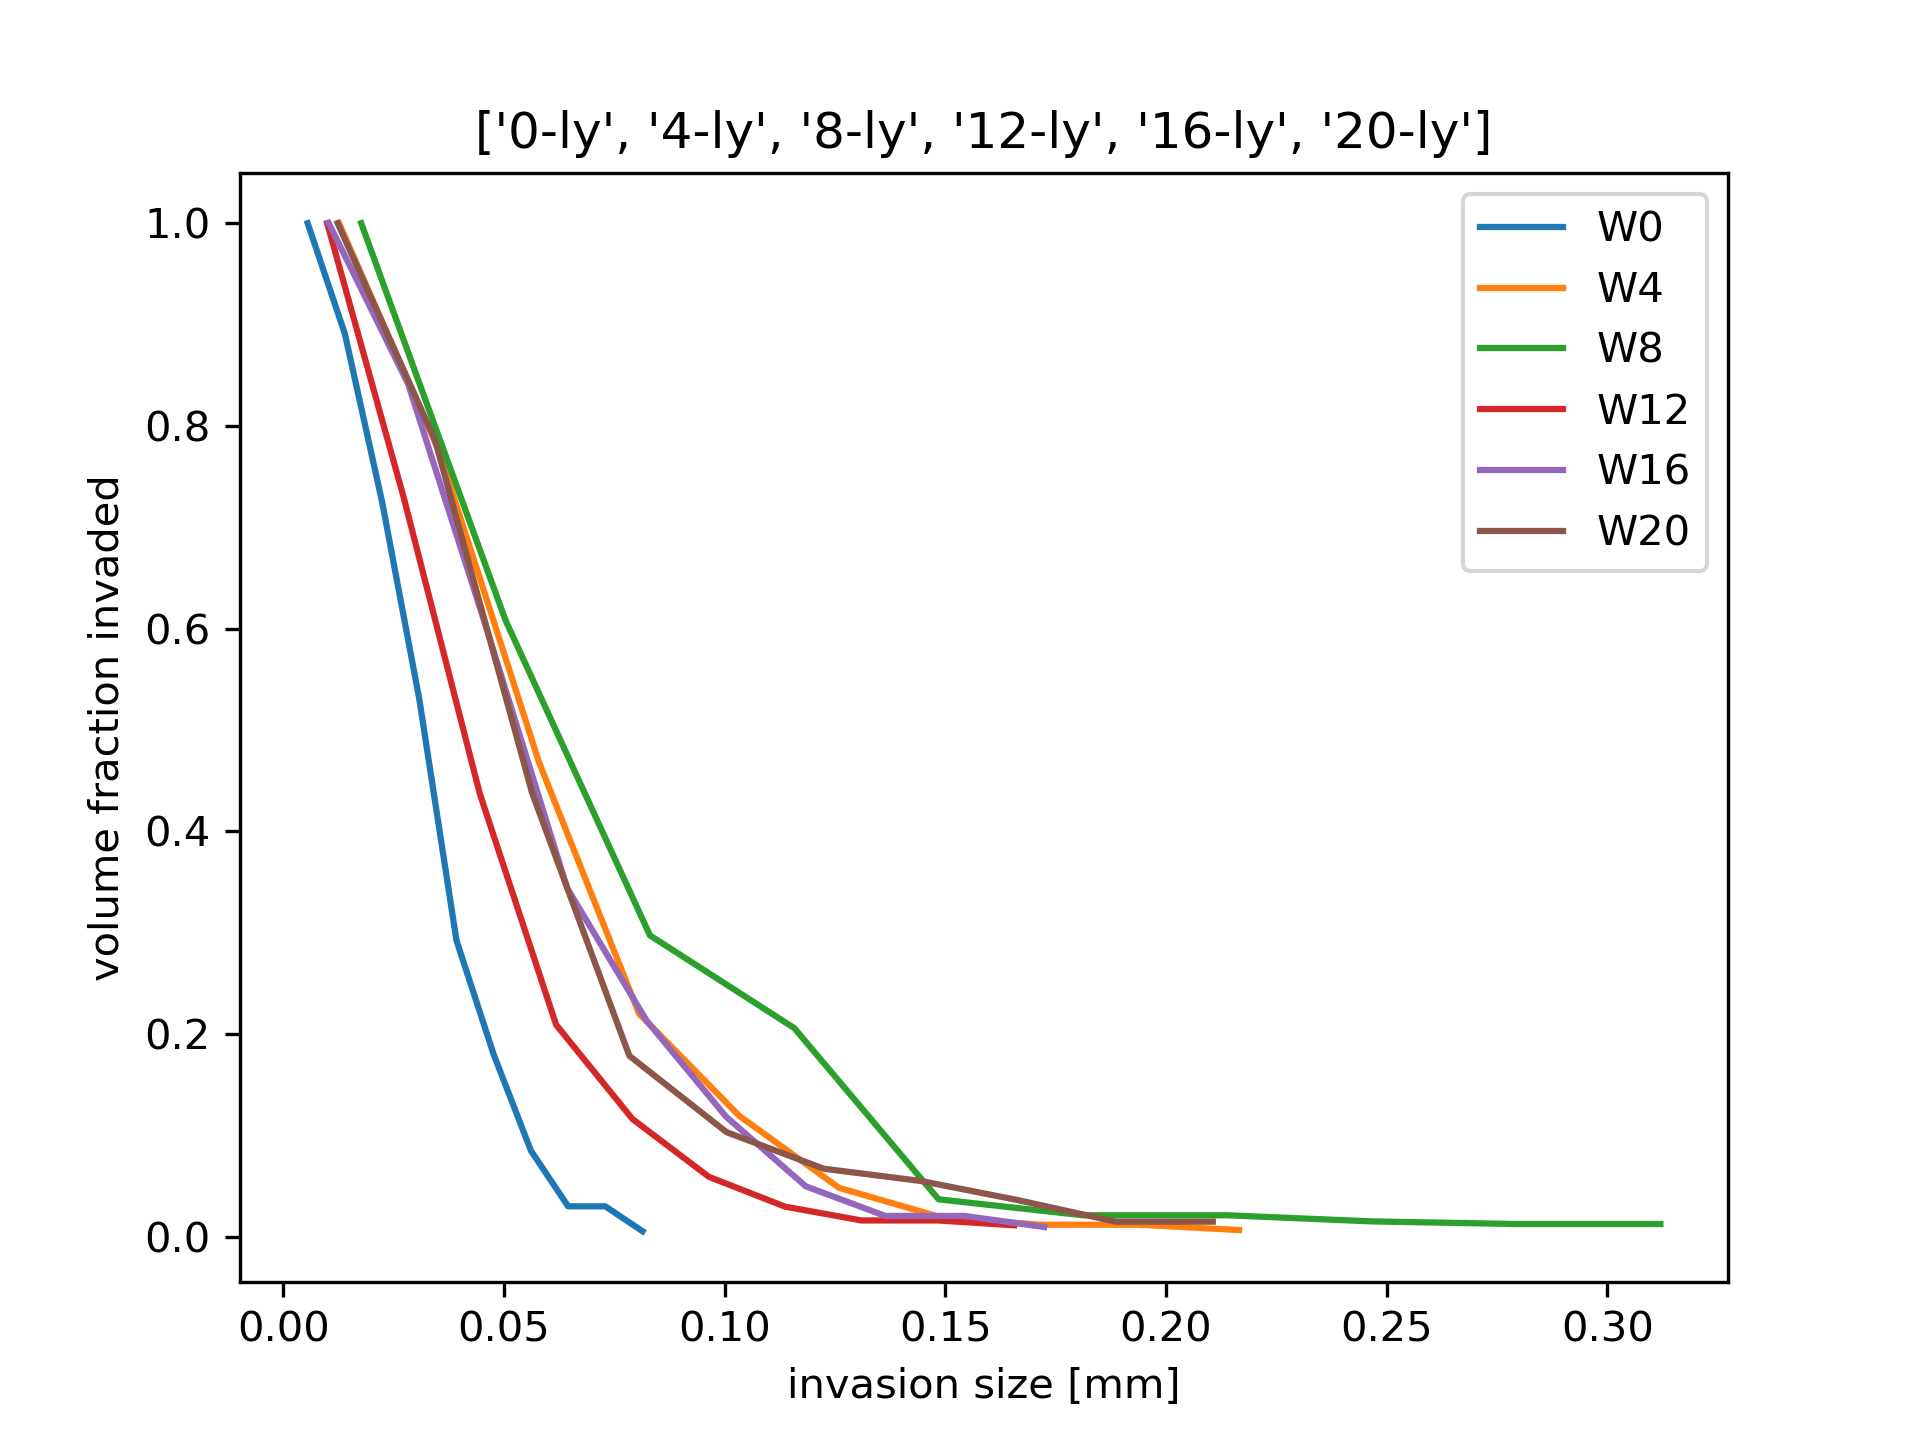 ['0-ly', '4-ly', '8-ly', '12-ly', '16-ly', '20-ly']
volume fraction invaded
1.0
0.8
0.6
0.4
0.2
0.0
W0
W4
W8
W12
W16
W20
0.00 0.05 0.10 0.15 0.20 0.25 0.30
invasion size [mm]